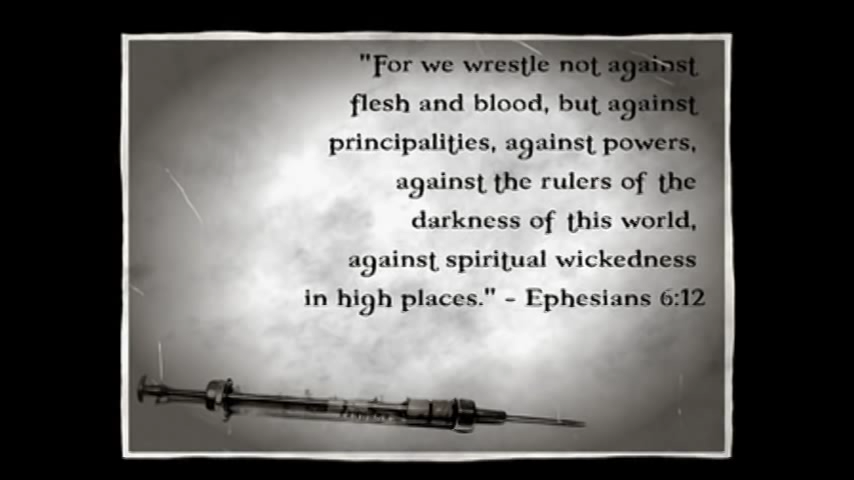 "For we wrestle not against
flesh and blood, but against
principalities, against powers,
against the rulers of the
darkness of this world,
against spiritual wickedness
in high places." - Ephesians 6:12